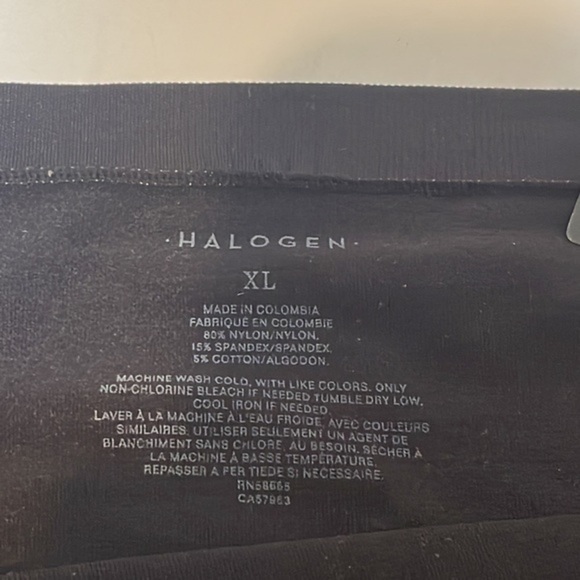 ·HALOGEN·
XL
MADE IN COLOMBIA
FABRIQUÉ EN COLOMBIE
80% NYLON/NYLON,
15% SPANDEX/SPANDEX,
5% COTTON/ALGODON.
MACHINE WASH COLD, WITH LIKE COLORS. ONLY
NON-CHLORINE BLEACH IF NEEDED TUMBLE DRY LOW.
COOL IRON IF NEEDED.
LAVER À LA MACHINE À L'EAU FROIDE, AVEC COULEURS
SIMILAIRES. UTILISER SEULEMENT UN AGENT DE
BLANCHIMENT SANS CHLORE, AU BESOIN. SÉCHER À
LA MACHINE À BASSE TEMPÉRATURE.
REPASSER A FER TIEDE SI NECESSAIRE.
CA57963